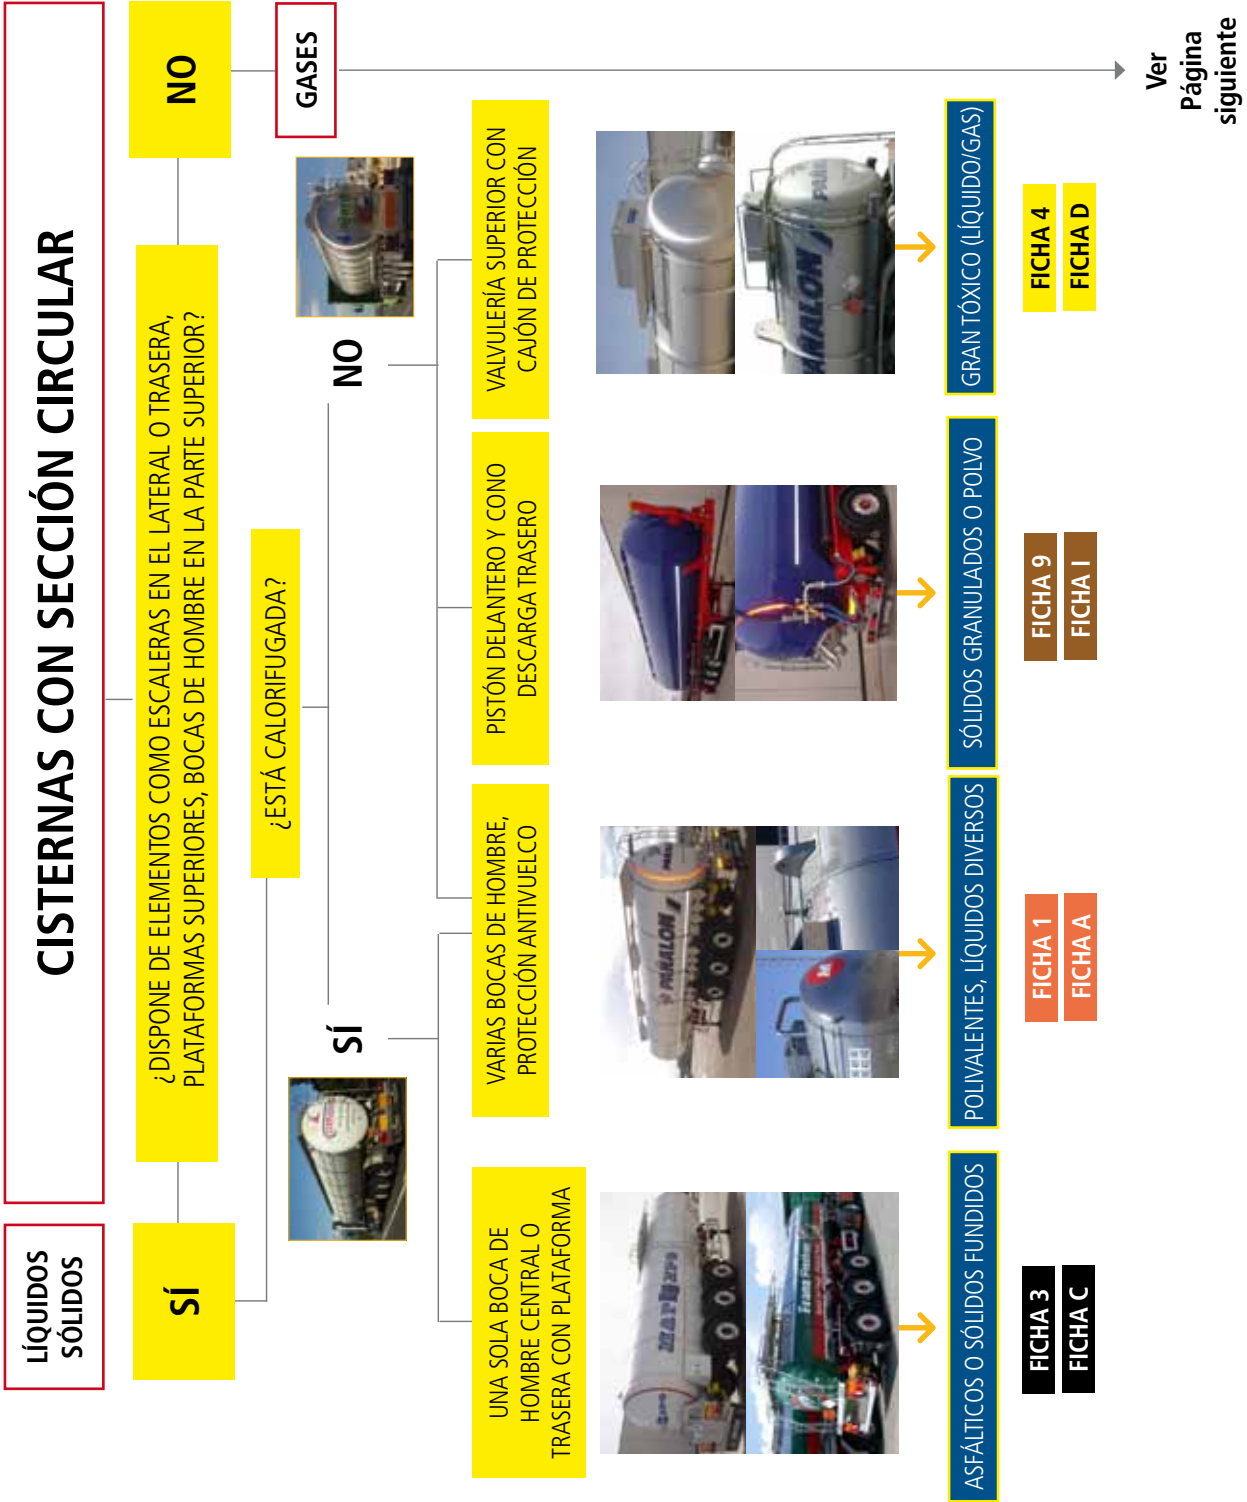 CISTERNAS CON SECCIÓN CIRCULAR
LÍQUIDOS
SÓLIDOS
SÍ
¿DISPONE DE ELEMENTOS COMO ESCALERAS EN EL LATERAL O TRASERA,
PLATAFORMAS SUPERIORES, BOCAS DE HOMBRE EN LA PARTE SUPERIOR?
NO
GASES
¿ESTÁ CALORIFUGADA?
SÍ
NO
UNA SOLA BOCA DE
HOMBRE CENTRAL O
TRASERA CON PLATAFORMA
VARIAS BOCAS DE HOMBRE,
PROTECCIÓN ANTIVUELCO
PISTÓN DELANTERO Y CONO
DESCARGA TRASERO
VALVULERÍA SUPERIOR CON
CAJÓN DE PROTECCIÓN
PAÑALON
PAÑALON
ASFÁLTICOS O SÓLIDOS FUNDIDOS
POLIVALENTES, LÍQUIDOS DIVERSOS
SÓLIDOS GRANULADOS O POLVO
GRAN TÓXICO (LÍQUIDO/GAS)
FICHA 3
FICHA C
FICHA 1
FICHA A
FICHA 9
FICHA I
FICHA 4
FICHA D
Ver
Página
siguiente